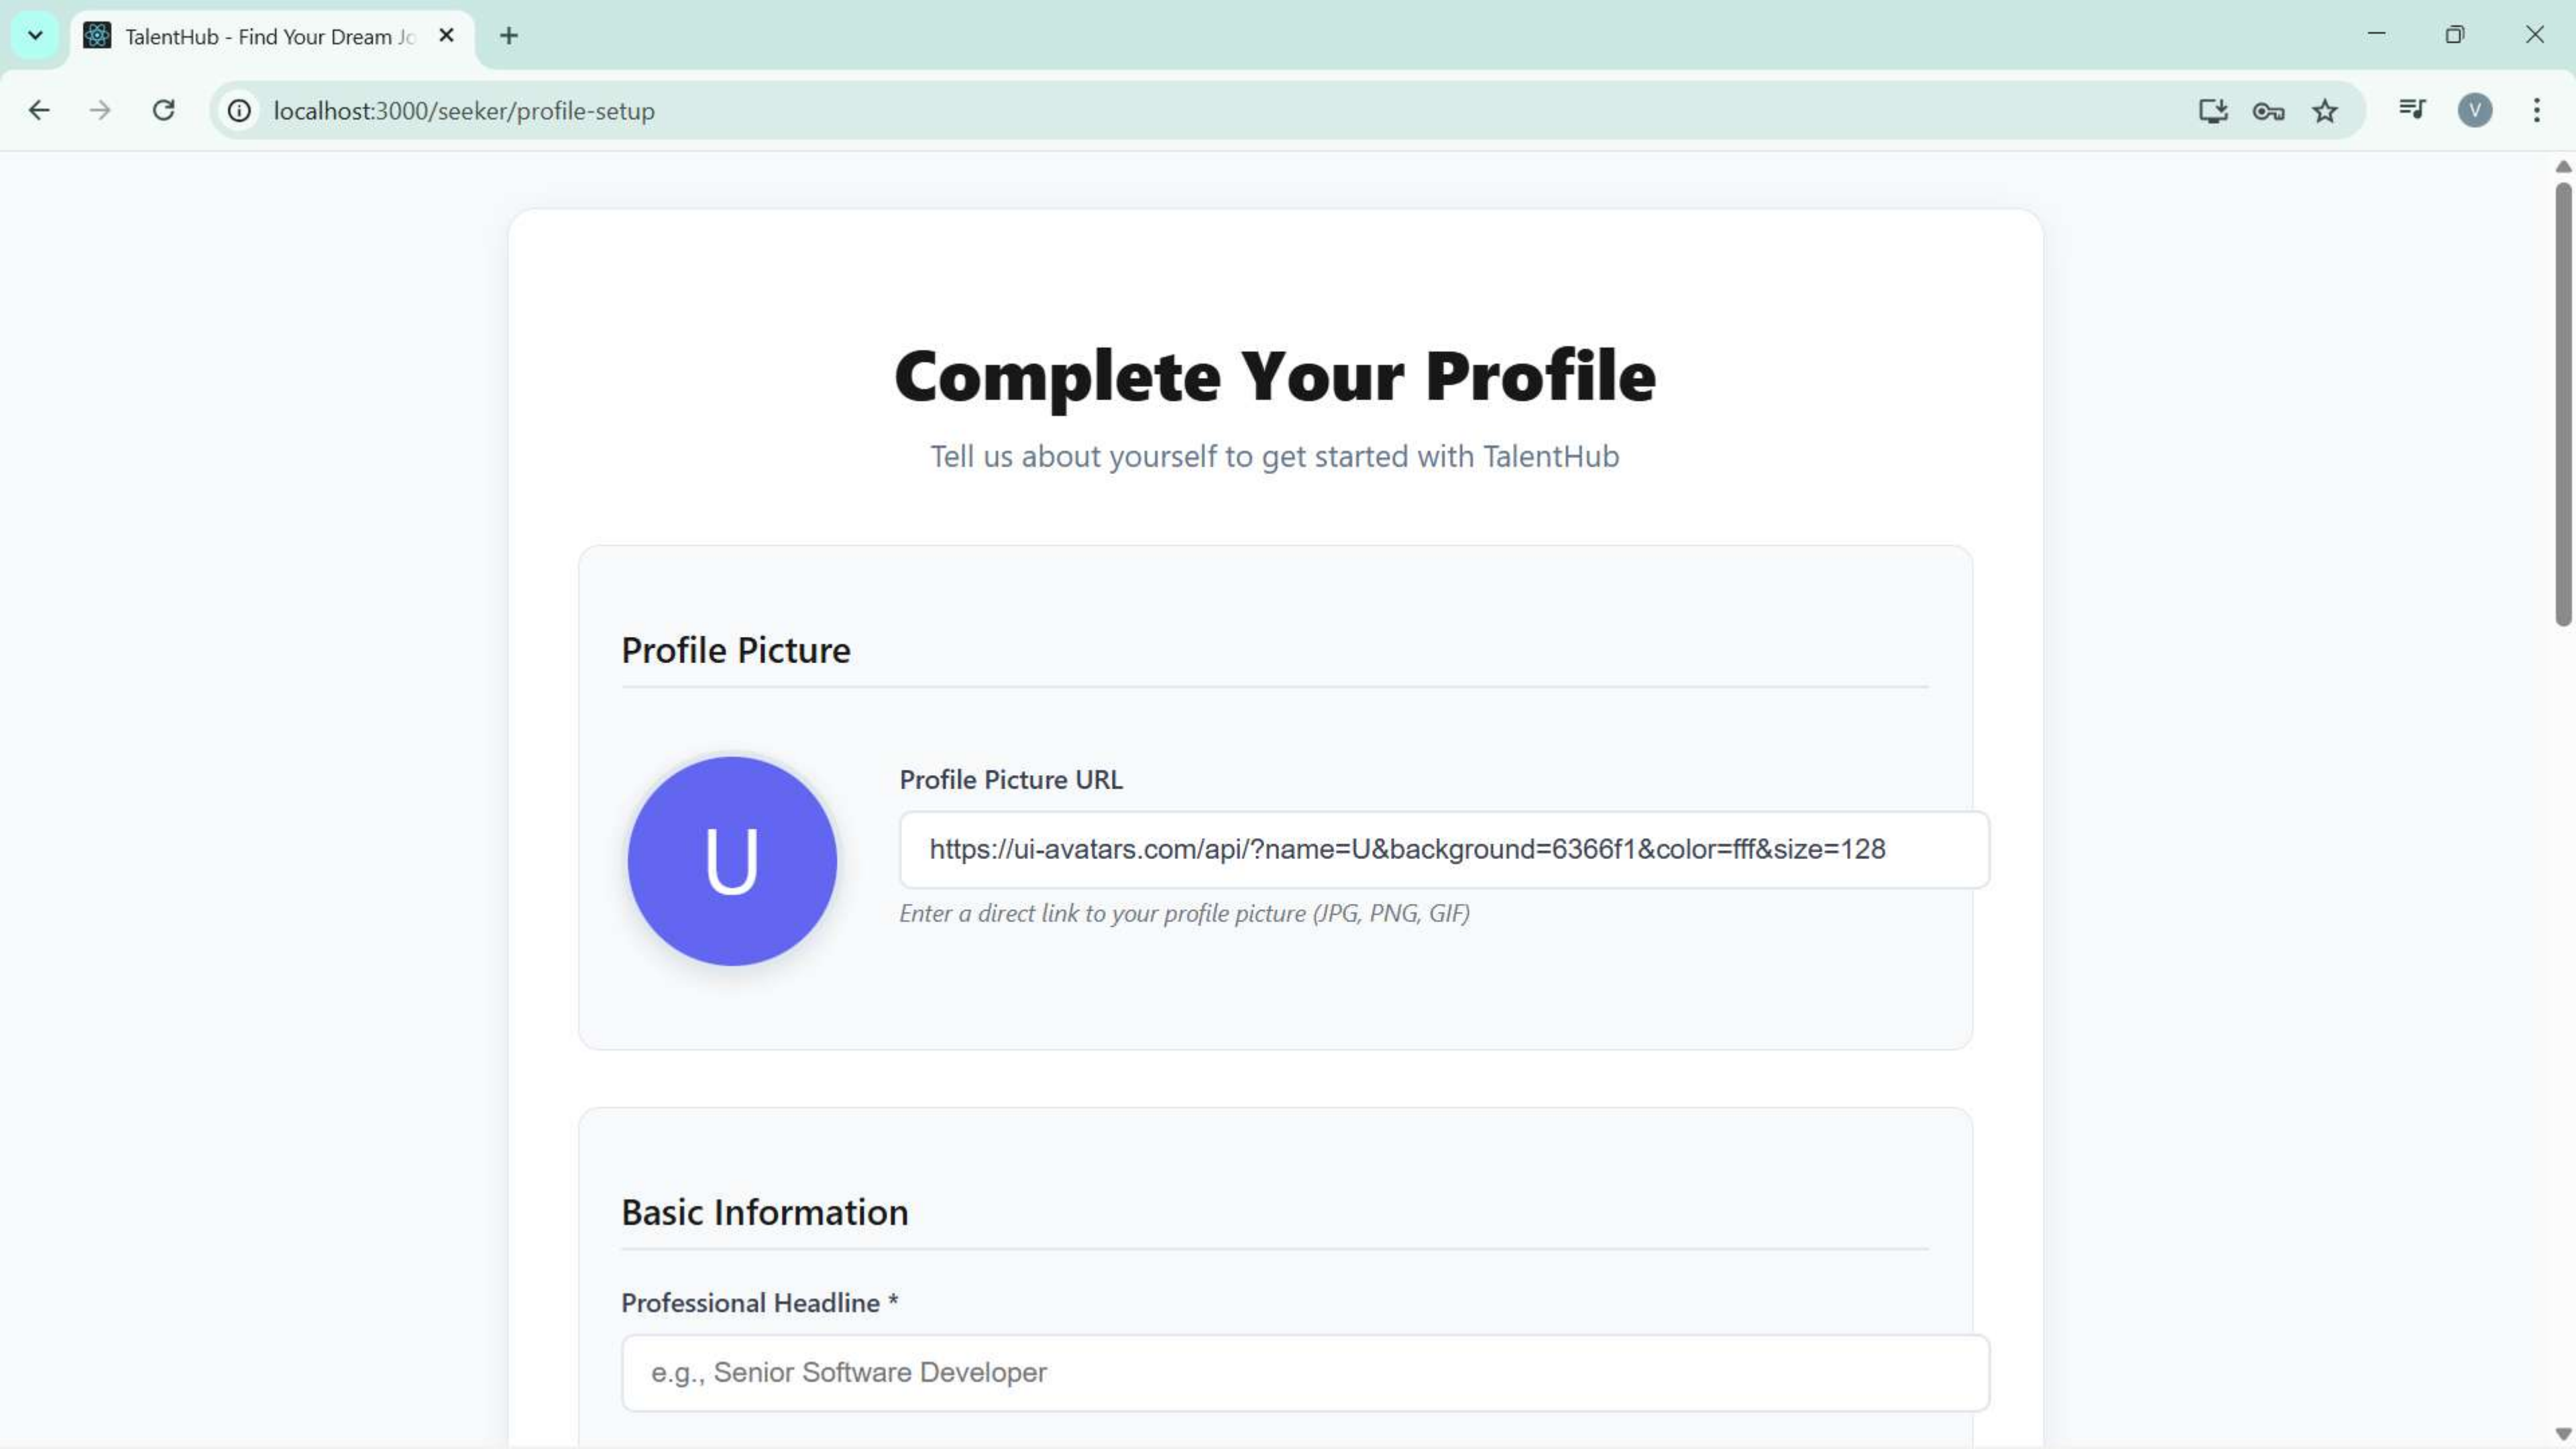 TalentHub - Find Your Dream Jo
localhost:3000/seeker/profile-setup
V
Complete Your Profile
Tell us about yourself to get started with TalentHub
Profile Picture
U
Profile Picture URL
https://ui-avatars.com/api/?name=U&background=6366f1&color=fff&size=128
Enter a direct link to your profile picture (JPG, PNG, GIF)
Basic Information
Professional Headline *
e.g., Senior Software Developer